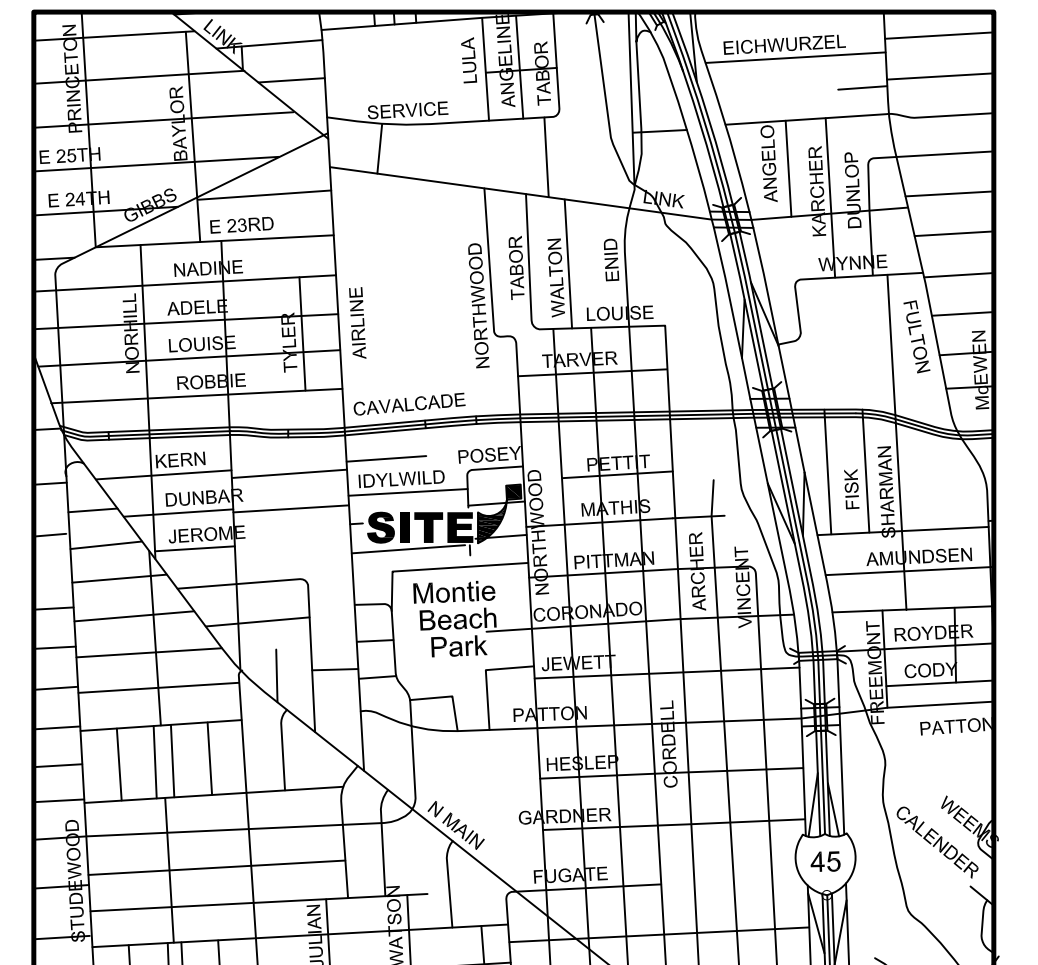 PRINCETON
LINK
LULA
ANGELINE
TABOR
EICHWURZEL
BAYLOR
SERVICE
E 25TH
ANGELO
KARCHER
DUNLOP
E 24TH
GIBBS
LINK
E 23RD
NADINE
NORTHWOOD
TABOR
WALTON
ENID
WYNNE
NORHILL
ADELE
TYLER
AIRLINE
LOUISE
FULTON
LOUISE
TARVER
McEWEN
ROBBIE
CAVALCADE
KERN
POSEY
PETTIT
IDYLWILD
FISK
SHARMAN
DUNBAR
NORTHWOOD
MATHIS
JEROME
SITE
PITTMAN
ARCHER
VINCENT
AMUNDSEN
Montie
Beach
Park
CORONADO
FREEMONT
ROYDER
JEWETT
CODY
PATTON
CORDELL
PATTON
HESLEP
N MAIN
GARDNER
WEEMS
CALENDER
STUDEWOOD
45
FUGATE
JULIAN
WATSON